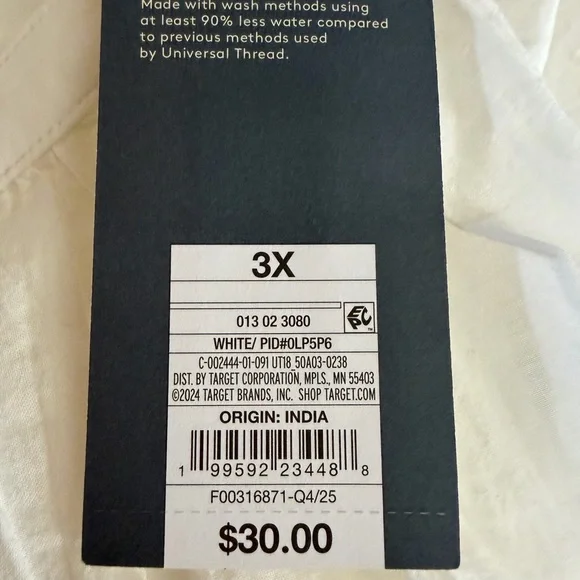 Made with wash methods using
at least 90% less water compared
to previous methods used
by Universal Thread.
3X
013 02 3080
EPC™
WHITE/ PID#0LP5P6
C-002444-01-091 UT18_50A03-0238
DIST. BY TARGET CORPORATION, MPLS., MN 55403
©2024 TARGET BRANDS, INC. SHOP TARGET.COM
ORIGIN: INDIA
1 99592 23448 8
F00316871-Q4/25
$30.00